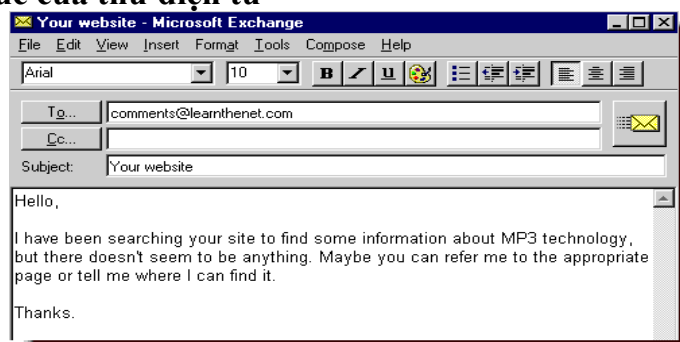 của thư điện tử
Your website - Microsoft Exchange
File Edit View Insert Format Tools Compose Help
Arial 10 B I U
To... comments@learnthenet.com
Cc...
Subject: Your website
Hello,
I have been searching your site to find some information about MP3 technology,
but there doesn't seem to be anything. Maybe you can refer me to the appropriate
page or tell me where I can find it.
Thanks.